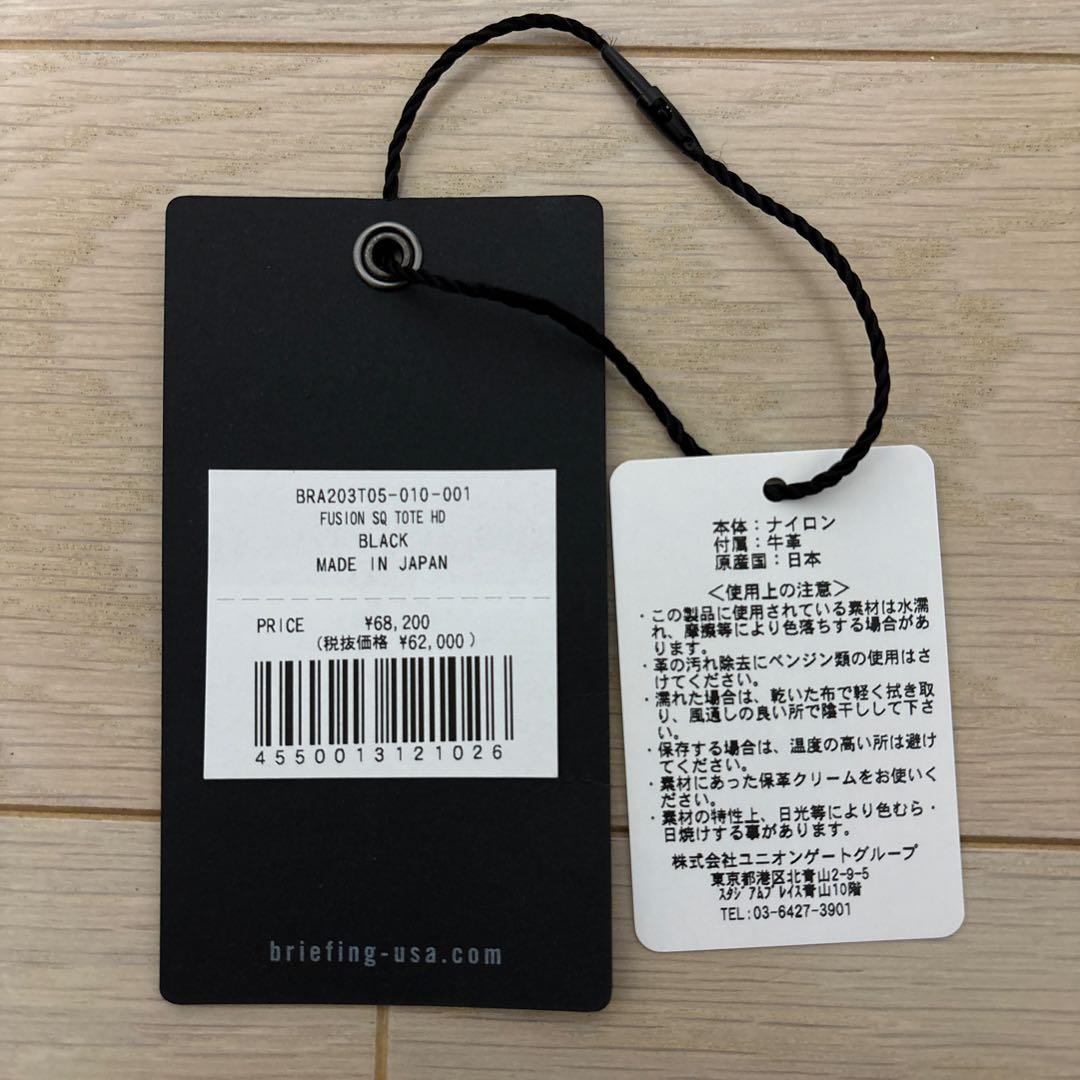 BRA203T05-010-001
FUSION SQ TOTE HD
BLACK
MADE IN JAPAN
PRICE ¥68,200
(税抜価格 ¥62,000)
4550013121026
briefing-usa.com
本体：ナイロン
付属：牛革
原産国：日本
＜使用上の注意＞
・この製品に使用されている素材は水濡
れ、摩擦等により色落ちする場合があ
ります。
・革の汚れ除去にベンジン類の使用はさ
けてください。
・濡れた場合は、乾いた布で軽く拭き取
り、風通しの良い所で陰干しして下さ
い。
・保存する場合は、温度の高い所は避け
てください。
・素材にあった保革クリームをお使いく
ださい。
・素材の特性上、日光等により色むら・
日焼けする事があります。
株式会社ユニオンゲートグループ
東京都港区北青山2-9-5
ｽﾀｼﾞｱﾑﾌﾟﾚｲｽ青山10階
TEL:03-6427-3901